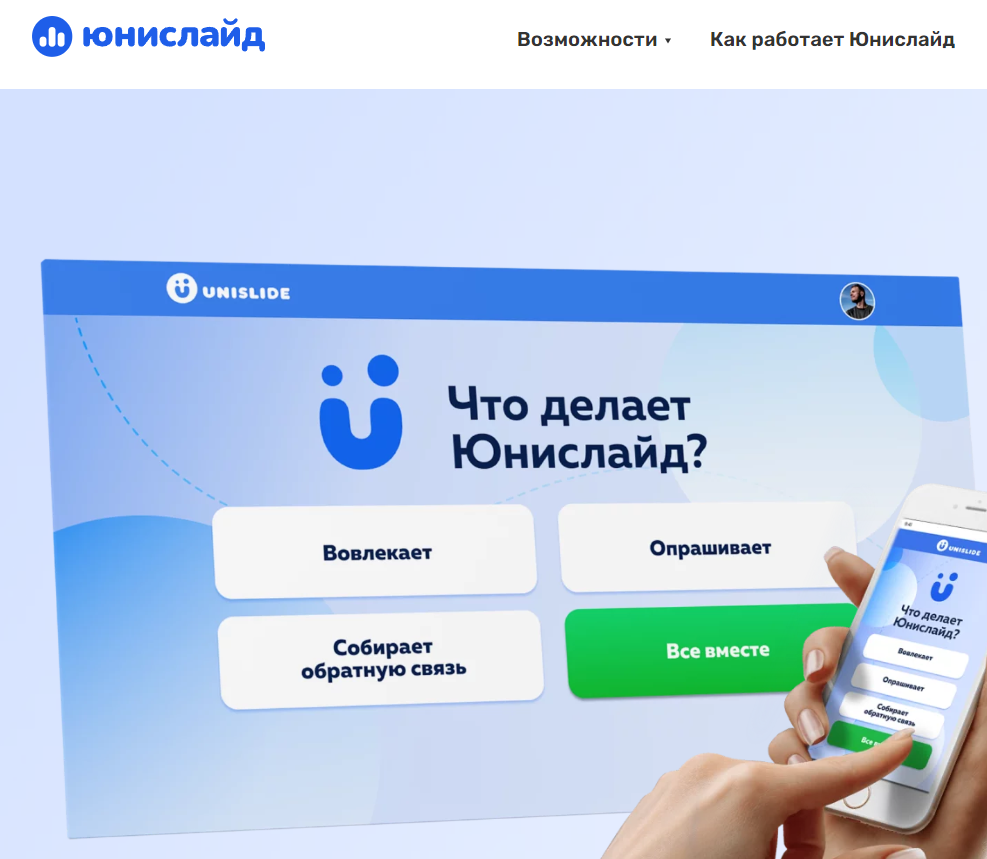 юнислайд
Возможности ▾
Как работает Юнислайд
UNISLIDE
Что делает
Юнислайд?
Вовлекает
Опрашивает
Собирает
обратную связь
Все вместе
UNISLIDE
Что делает
Юнислайд?
Вовлекает
Опрашивает
Собирает
обратную связь
Все